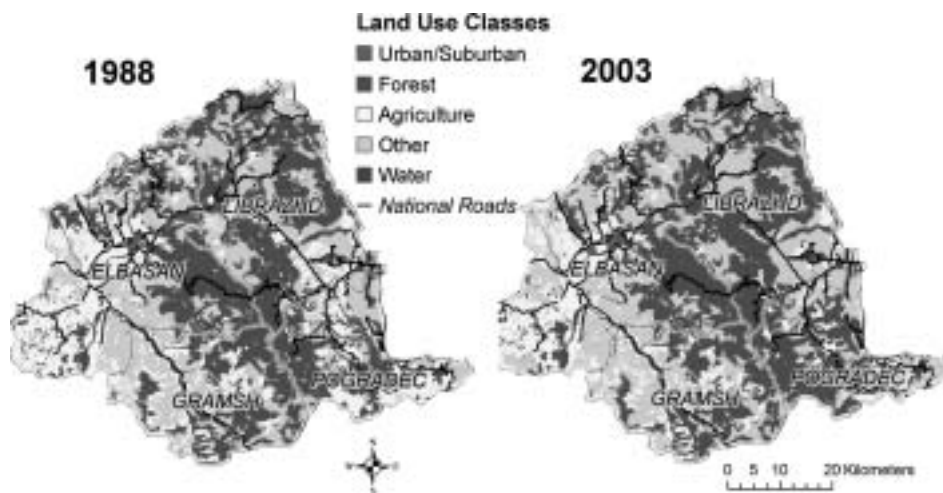 Land Use Classes
Urban/Suburban
Forest
Agriculture
Other
Water
National Roads
1988
LIBRAZHD
ELBASAN
POGRADEC
GRAMSH
2003
LIBRAZHD
ELBASAN
POGRADEC
GRAMSH
N
0 5 10 20 Kilometers